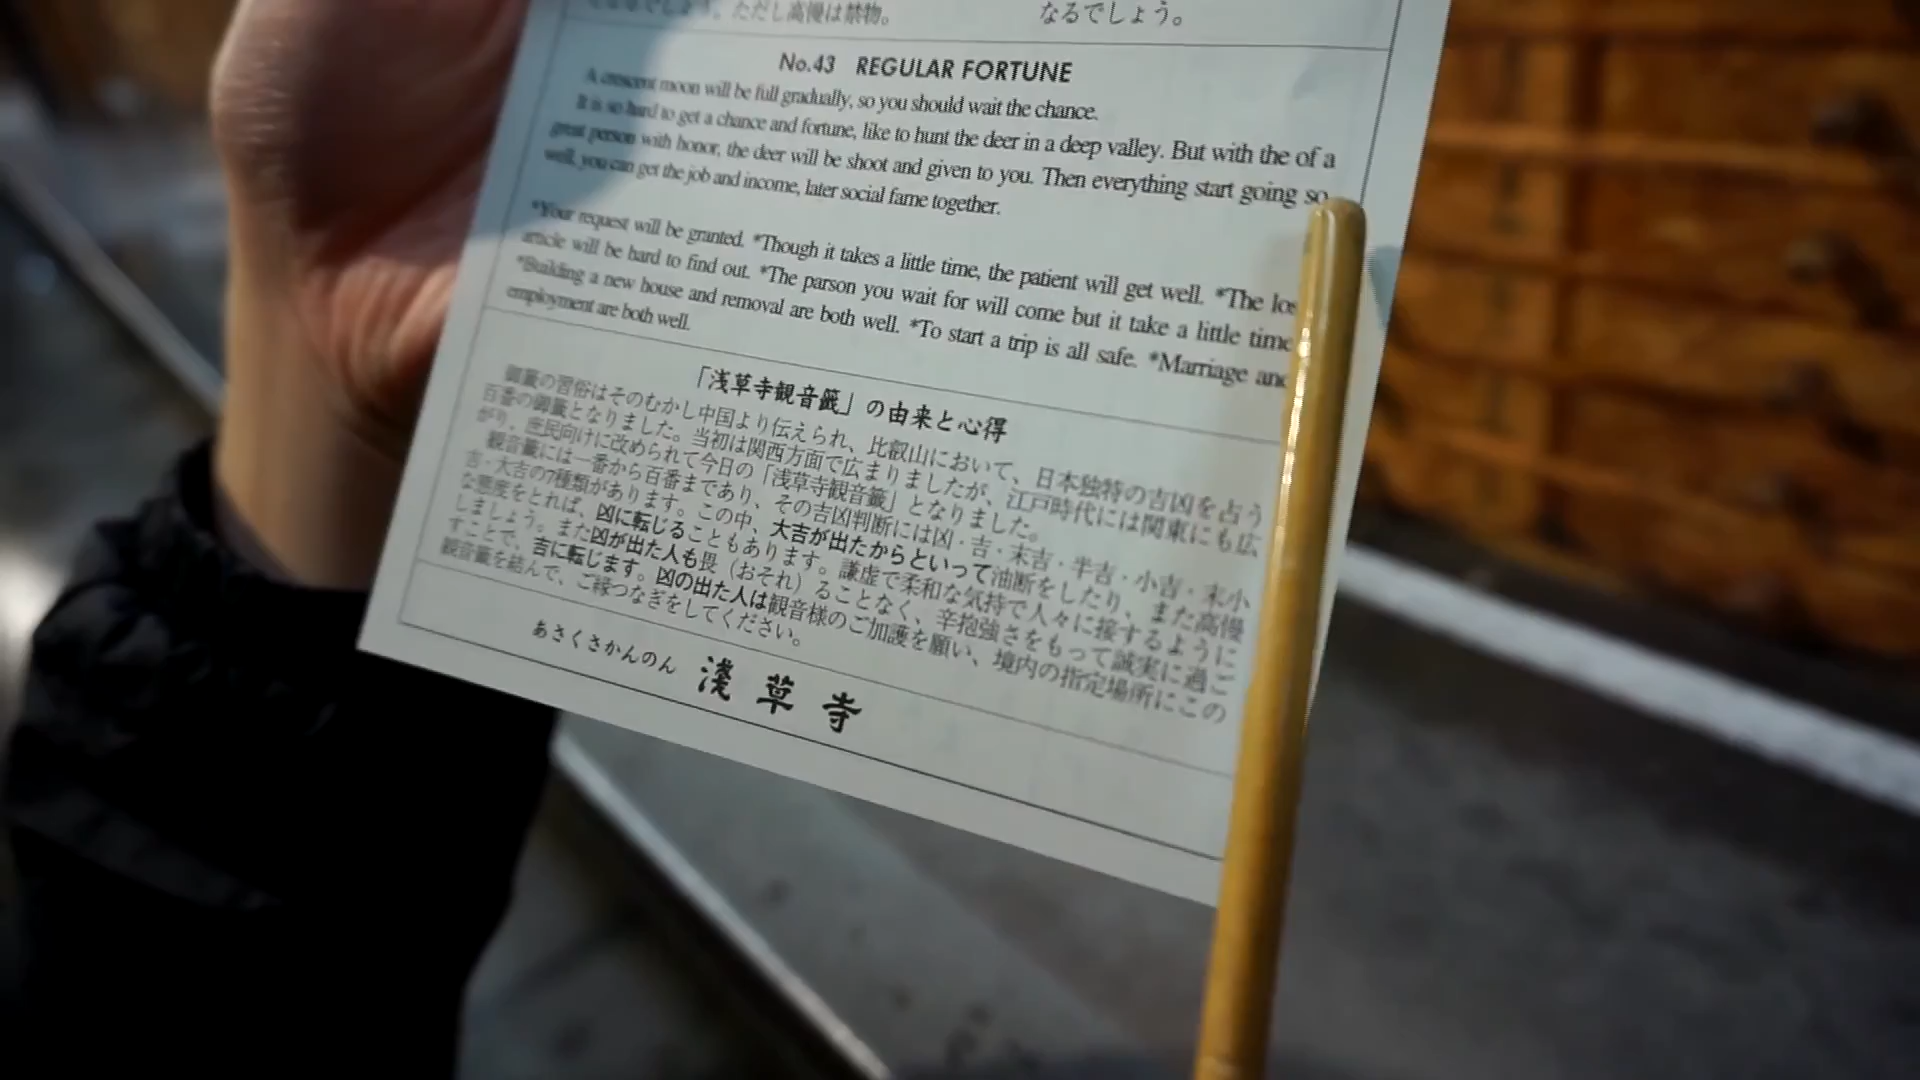 なるでしょう。ただし高慢は禁物。
なるでしょう。
No.43 REGULAR FORTUNE
A crescent moon will be full gradually, so you should wait the chance.
It is so hard to get a chance and fortune, like to hunt the deer in a deep valley. But with the of a
great person with honor, the deer will be shoot and given to you. Then everything start going so
well, you can get the job and income, later social fame together.
*Your request will be granted. *Though it takes a little time, the patient will get well. *The los
article will be hard to find out. *The parson you wait for will come but it take a little time
*Building a new house and removal are both well. *To start a trip is all safe. *Marriage and
employment are both well.
「浅草寺観音籤」の由来と心得
御籤の習俗はそのむかし中国より伝えられ、比叡山において、日本独特の吉凶を占う
百番の御籤となりました。当初は関西方面で広まりましたが、江戸時代には関東にも広
がり、庶民向けに改められて今日の「浅草寺観音籤」となりました。
観音籤には一番から百番まであり、その吉凶判断には凶・吉・末吉・半吉・小吉・末小
吉・大吉の7種類があります。この中、大吉が出たからといって油断をしたり、また高慢
な態度をとれば、凶に転じることもあります。謙虚で柔和な気持で人々に接するように
しましょう。また凶が出た人も畏（おそれ）ることなく、辛抱強さをもって誠実に過ご
すことで、吉に転じます。凶の出た人は観音様のご加護を願い、境内の指定場所にこの
観音籤を結んで、ご縁つなぎをしてください。
あさくさかんのん 淺草寺